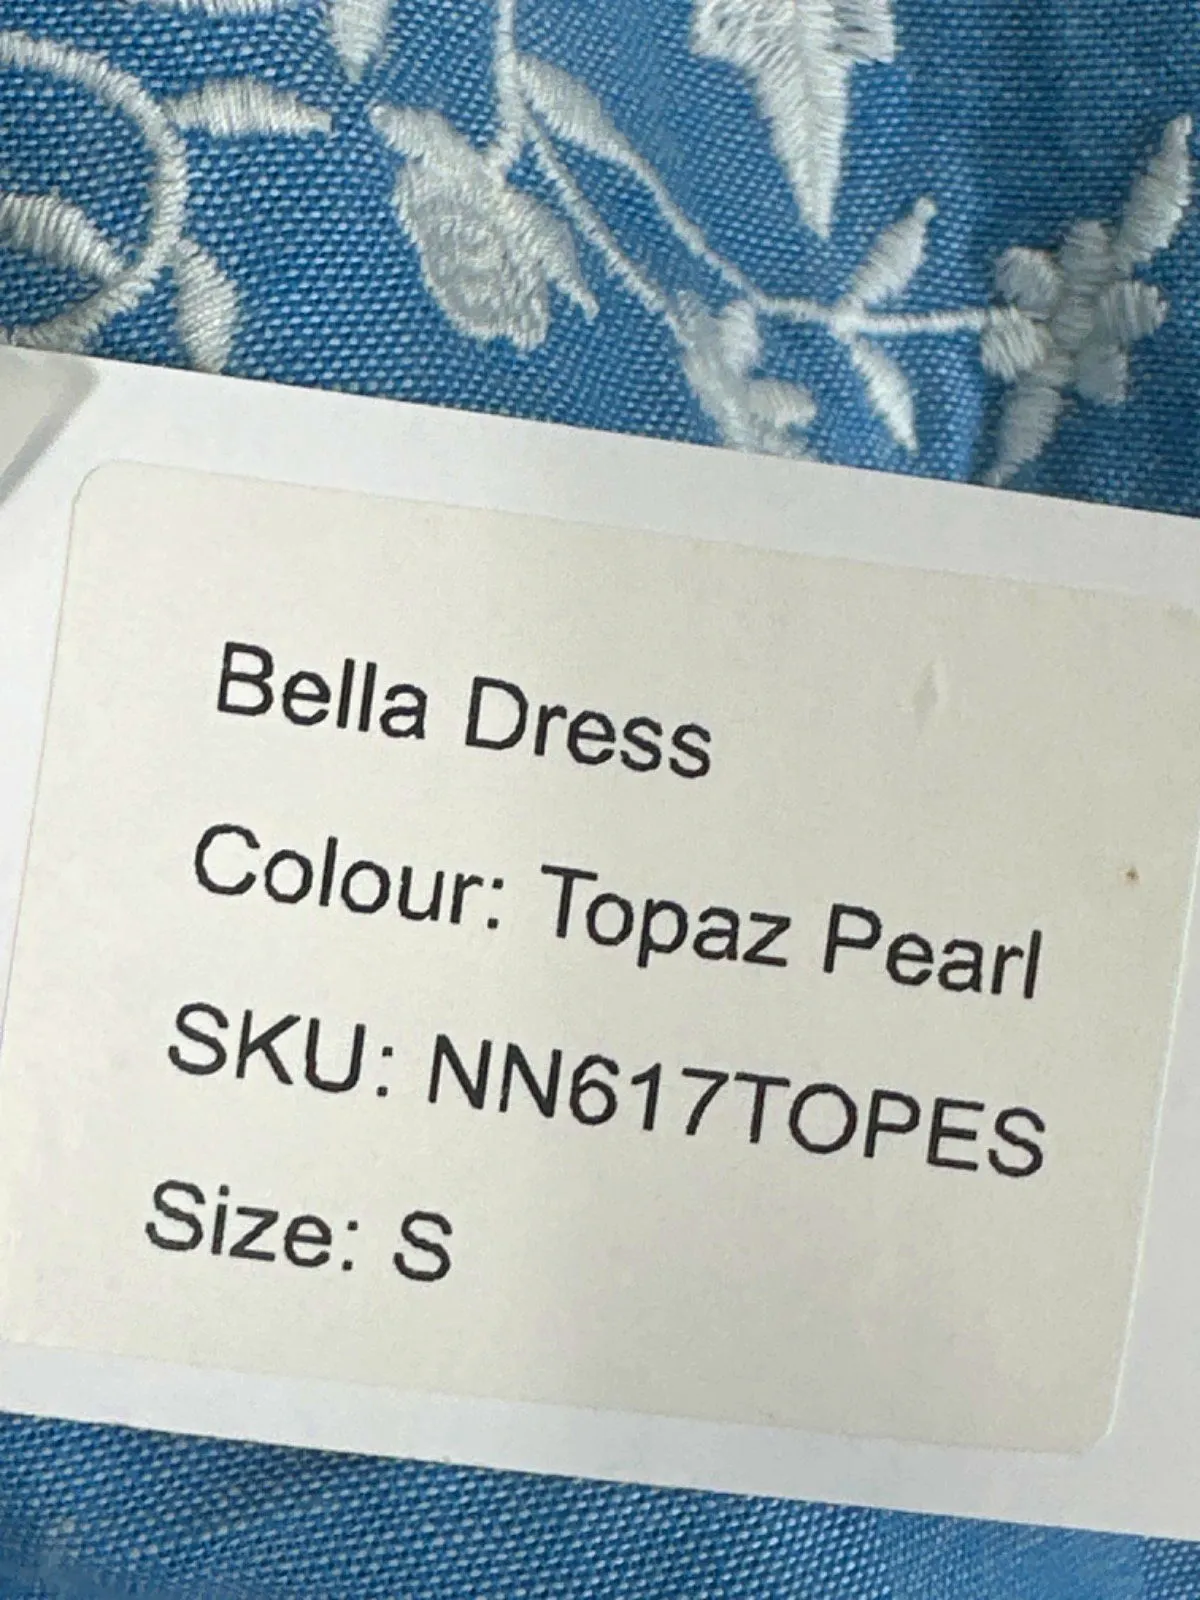 Bella Dress
Colour: Topaz Pearl
SKU: NN617TOPES
Size: S